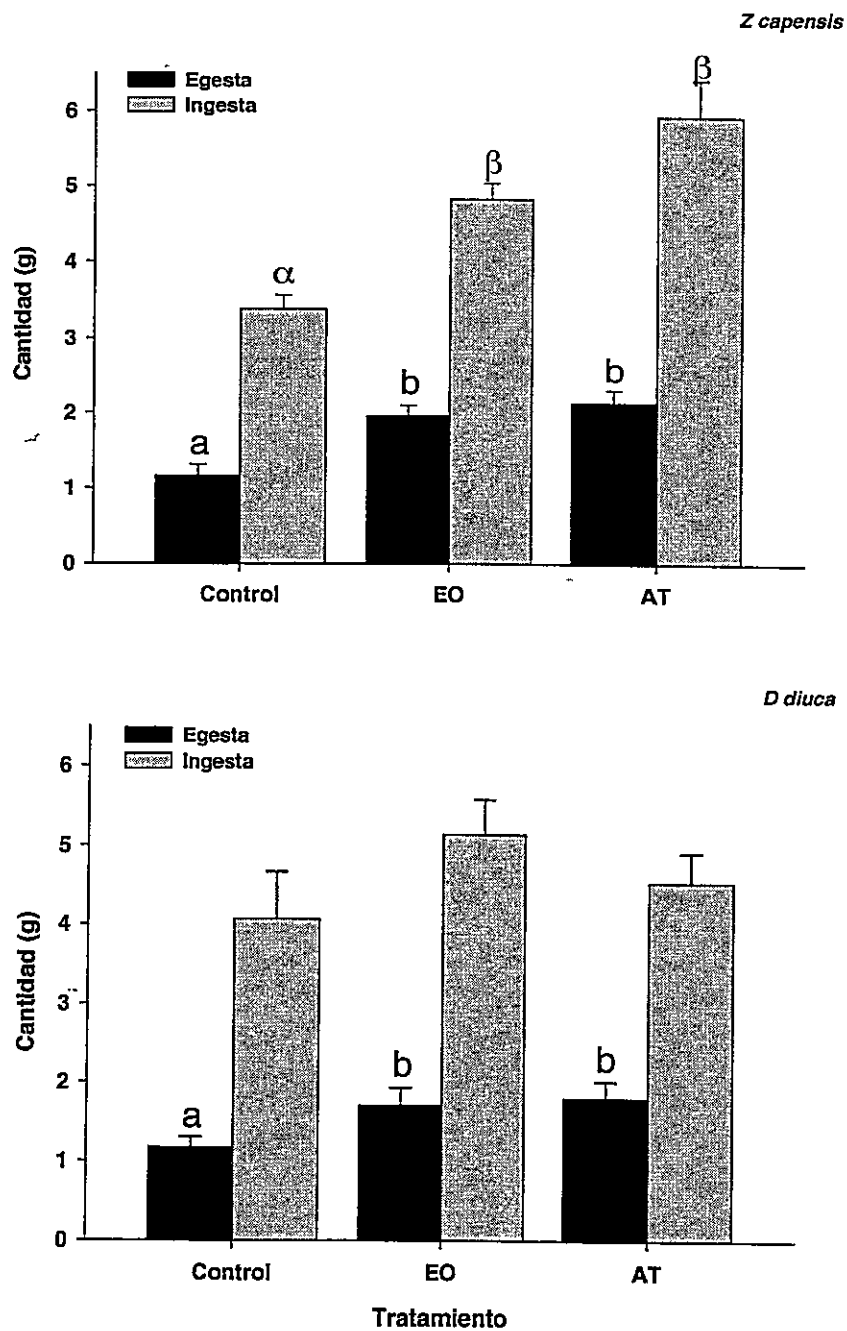 Z capensis
Egesta
Ingesta
Cantidad (g)
6
5
4
3
2
1
0
a
α
b
β
b
β
Control
EO
AT
D diuca
Egesta
Ingesta
Cantidad (g)
6
5
4
3
2
1
0
a
b
b
Control
EO
AT
Tratamiento